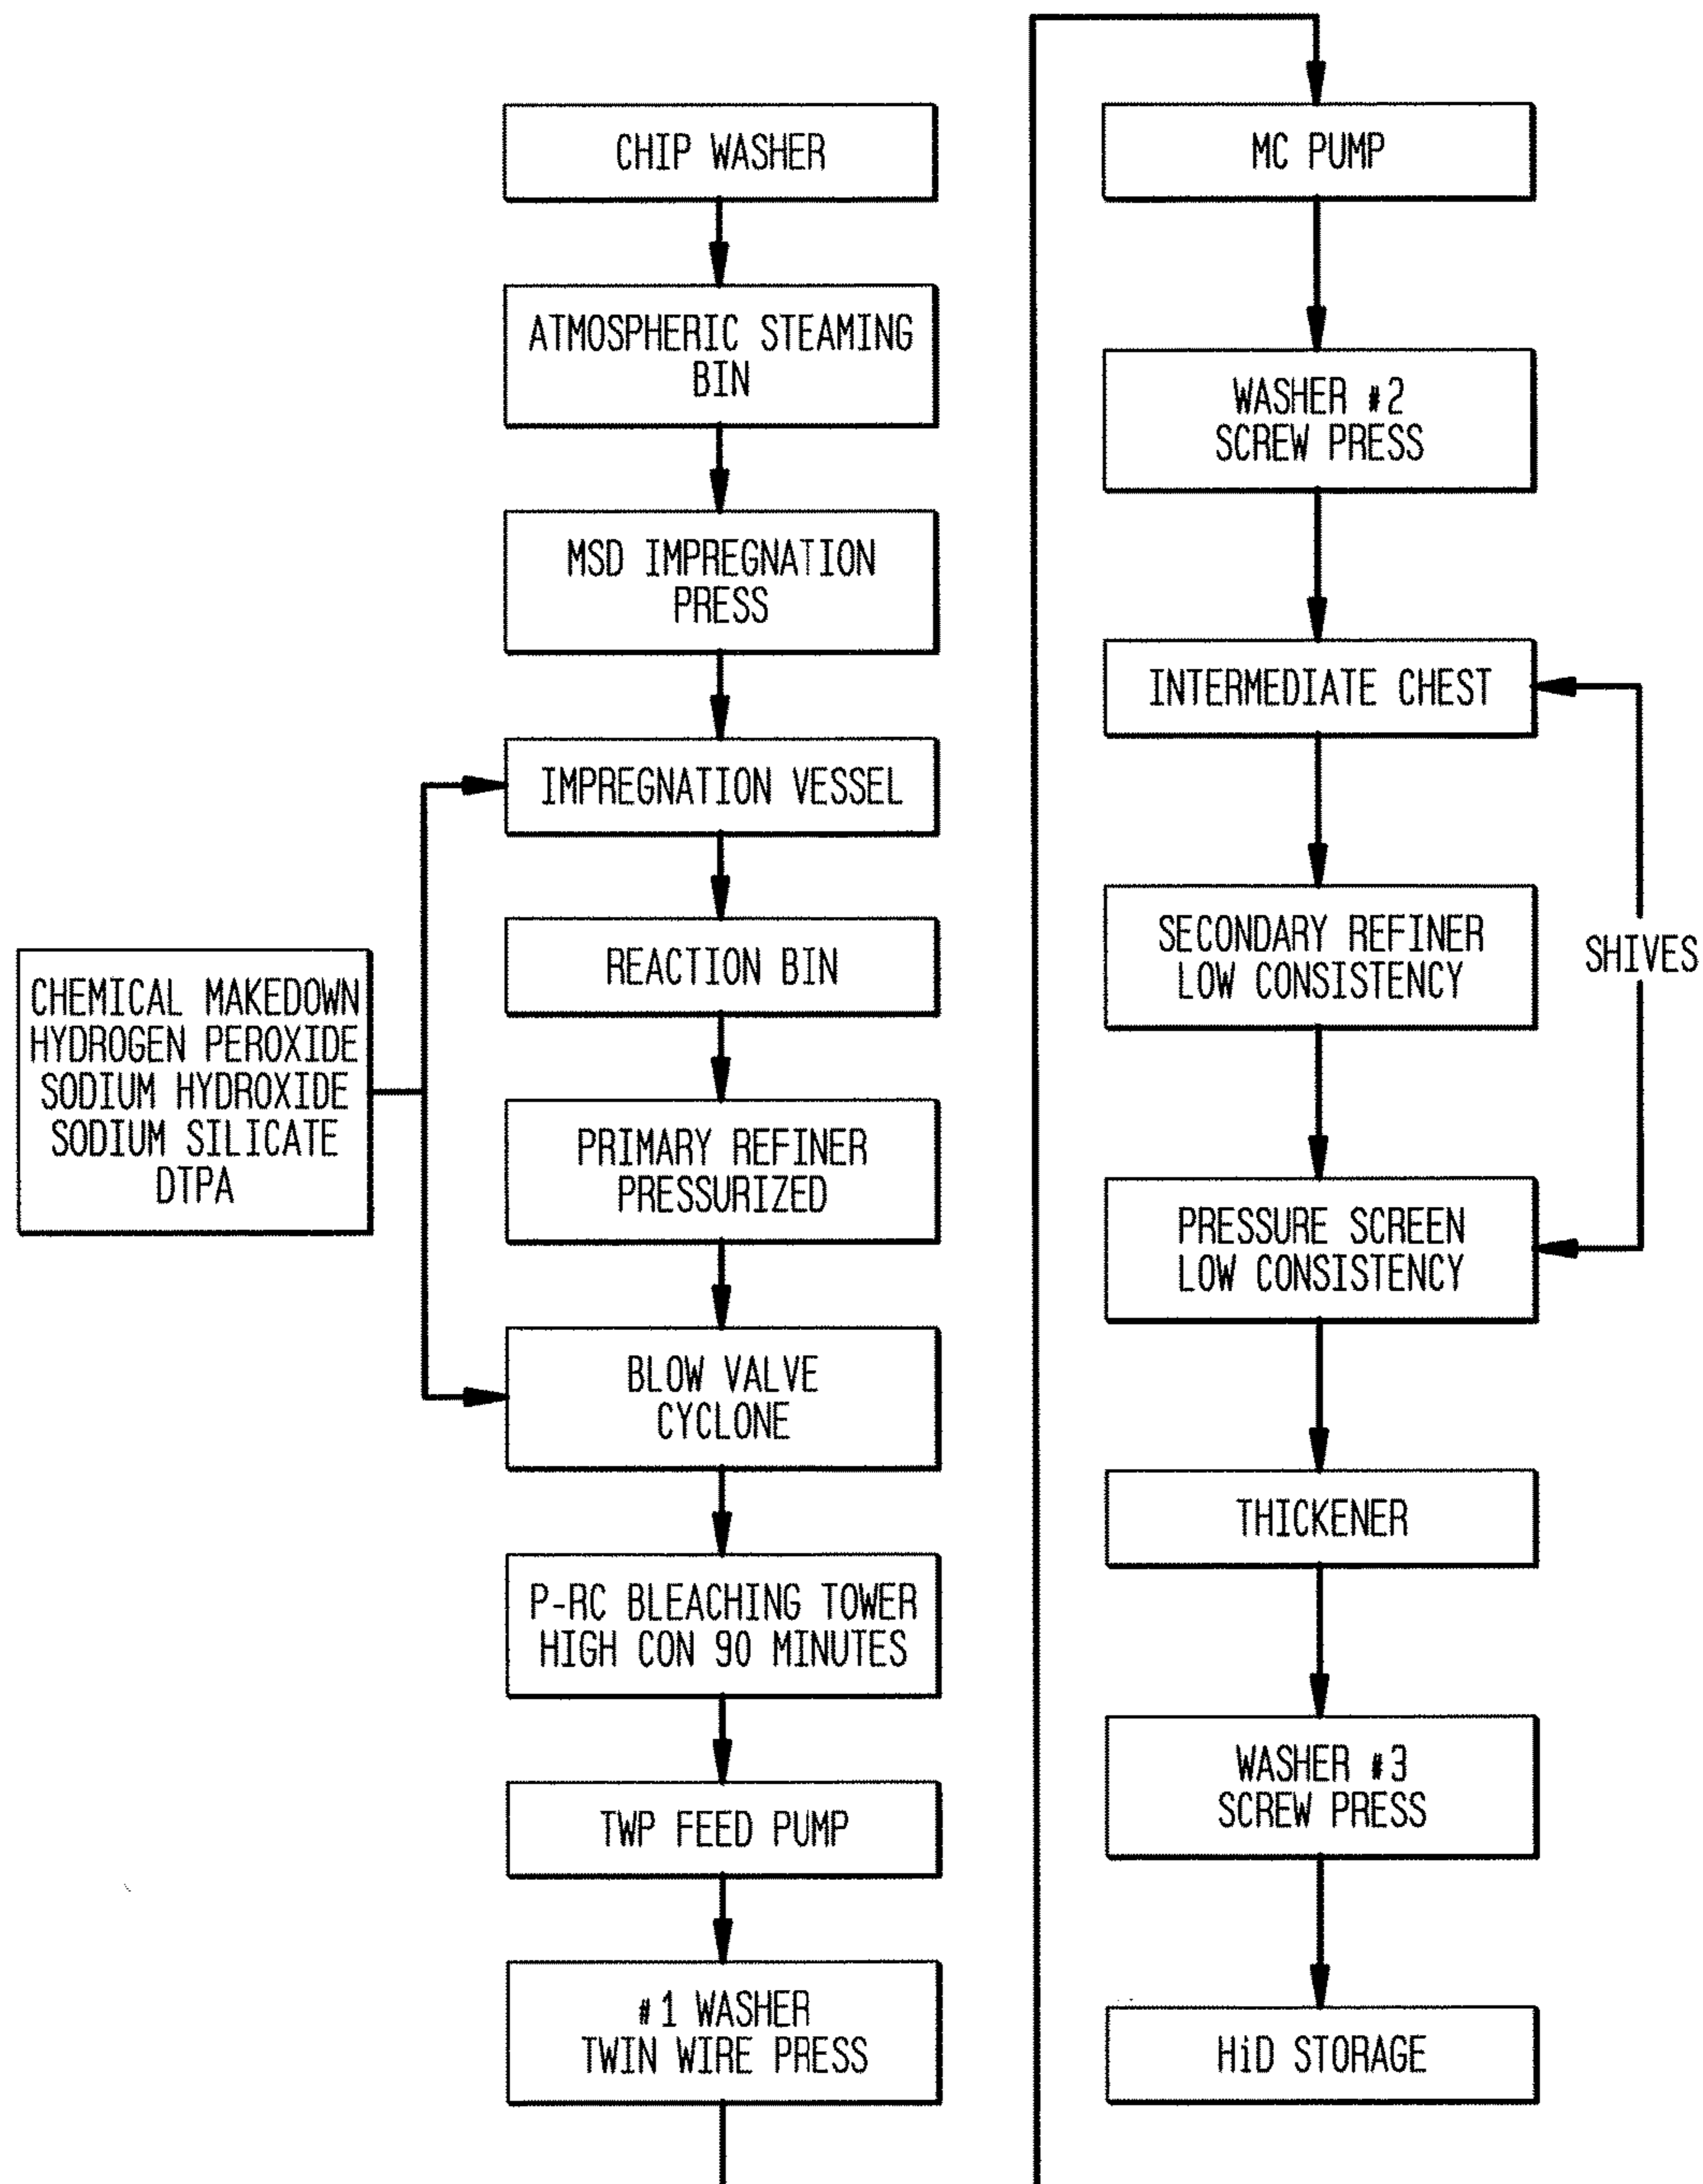 CHIP WASHER
ATMOSPHERIC STEAMING
BIN
MSD IMPREGNATION
PRESS
IMPREGNATION VESSEL
REACTION BIN
CHEMICAL MAKEDOWN
HYDROGEN PEROXIDE
SODIUM HYDROXIDE
SODIUM SILICATE
DTPA
PRIMARY REFINER
PRESSURIZED
BLOW VALVE
CYCLONE
P-RC BLEACHING TOWER
HIGH CON 90 MINUTES
TWP FEED PUMP
#1 WASHER
TWIN WIRE PRESS
MC PUMP
WASHER #2
SCREW PRESS
INTERMEDIATE CHEST
SECONDARY REFINER
LOW CONSISTENCY
SHIVES
PRESSURE SCREEN
LOW CONSISTENCY
THICKENER
WASHER #3
SCREW PRESS
HiD STORAGE